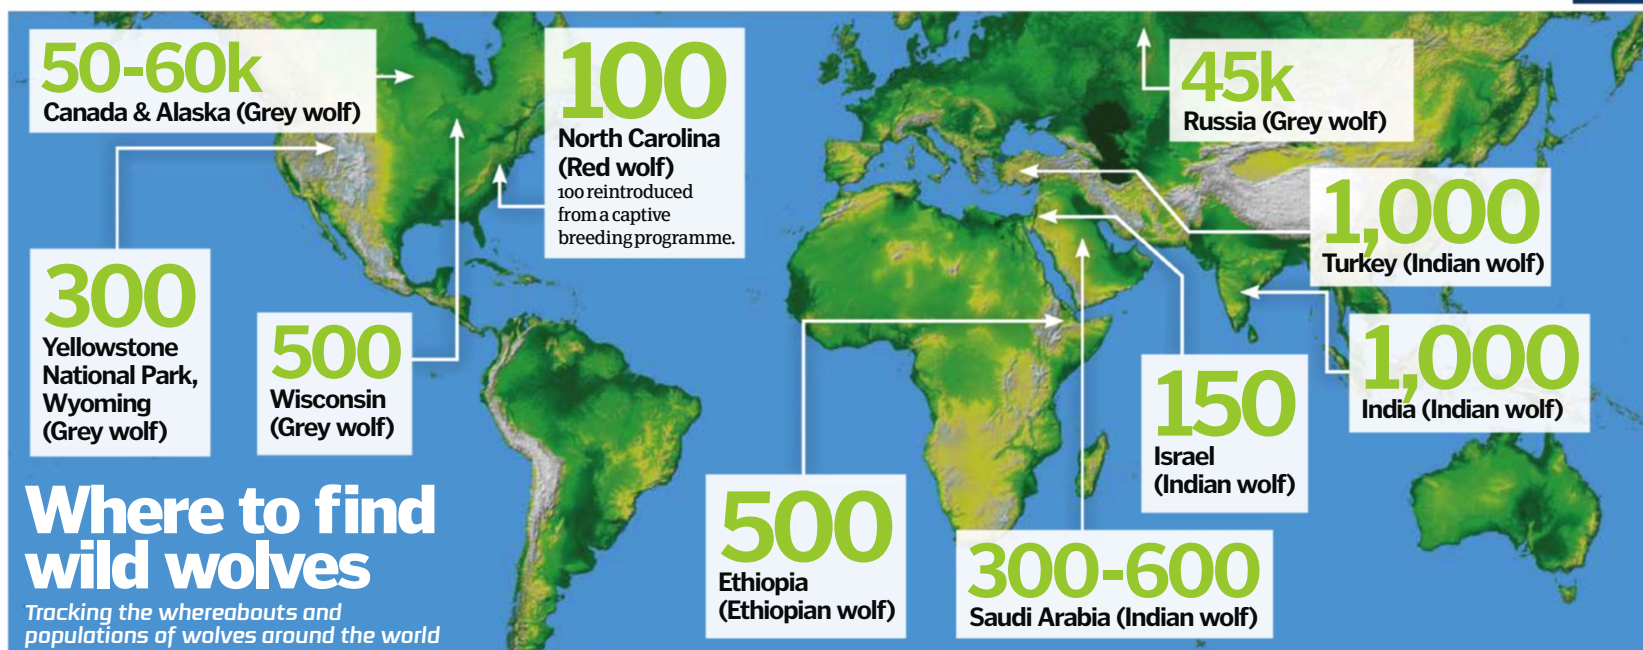 50-60k
Canada & Alaska (Grey wolf)
100
North Carolina
(Red wolf)
100 reintroduced
from a captive
breeding programme.
45k
Russia (Grey wolf)
1,000
Turkey (Indian wolf)
300
Yellowstone
National Park,
Wyoming
(Grey wolf)
500
Wisconsin
(Grey wolf)
1,000
India (Indian wolf)
150
Israel
(Indian wolf)
500
Ethiopia
(Ethiopian wolf)
300-600
Saudi Arabia (Indian wolf)
Where to find
wild wolves
Tracking the whereabouts and
populations of wolves around the world